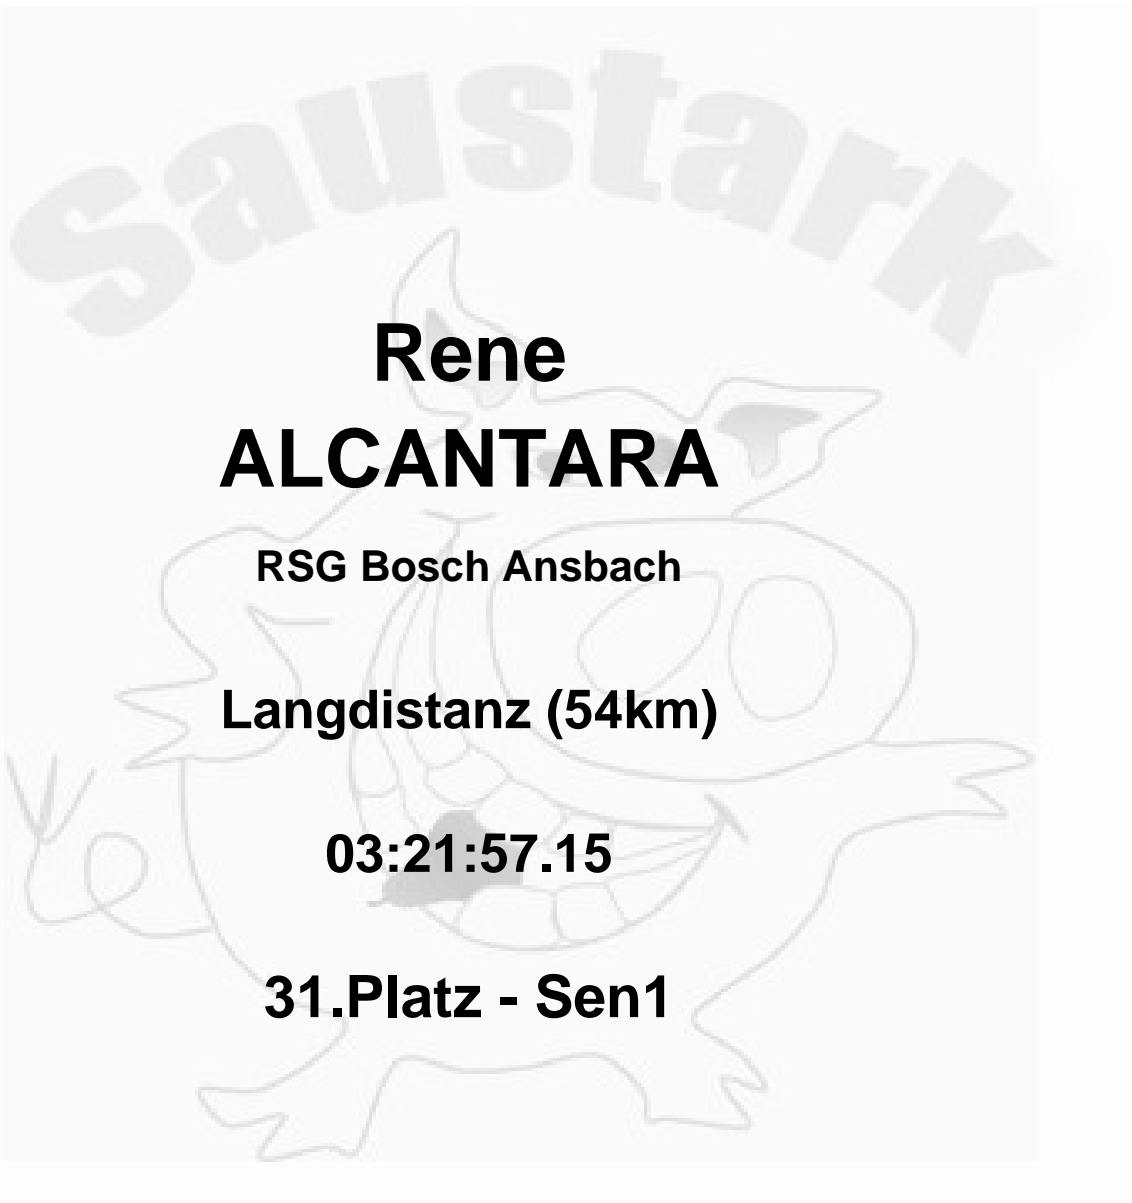 Saustark
Rene
ALCANTARA
RSG Bosch Ansbach
Langdistanz (54km)
03:21:57.15
31.Platz - Sen1